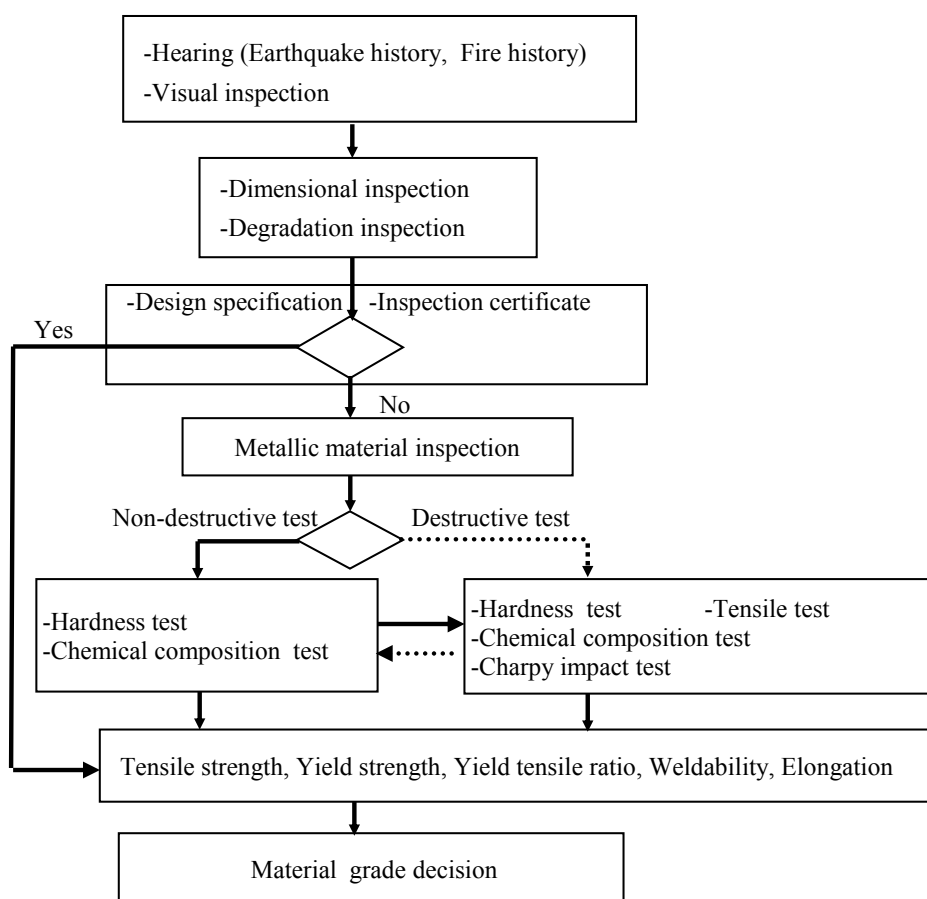 -Hearing (Earthquake history, Fire history)
-Visual inspection
-Dimensional inspection
-Degradation inspection
-Design specification -Inspection certificate
Yes
No
Metallic material inspection
Non-destructive test Destructive test
-Hardness test
-Chemical composition test
-Hardness test -Tensile test
-Chemical composition test
-Charpy impact test
Tensile strength, Yield strength, Yield tensile ratio, Weldability, Elongation
Material grade decision